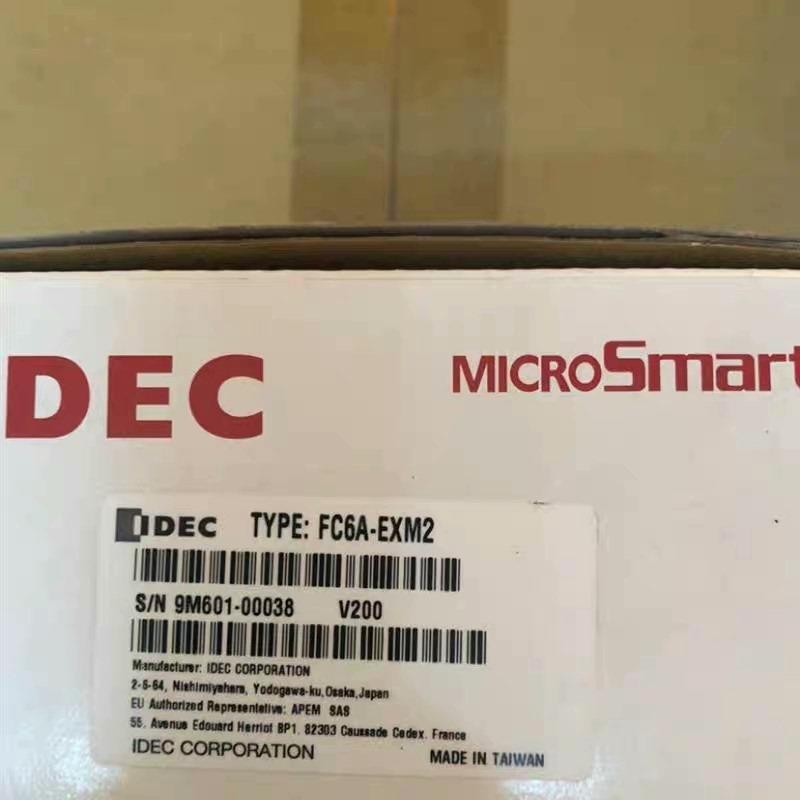 DEC
MICROSmart
IDEC TYPE: FC6A-EXM2
S/N 9M601-00038 V200
Manufacturer: IDEC CORPORATION
2-6-64, Nishimiyahara, Yodogawa-ku, Osaka, Japan
EU Authorized Representative: APEM SAS
55, Avenue Edouard Herriot BP1, 82303 Caussade Cedex. France
IDEC CORPORATION MADE IN TAIWAN